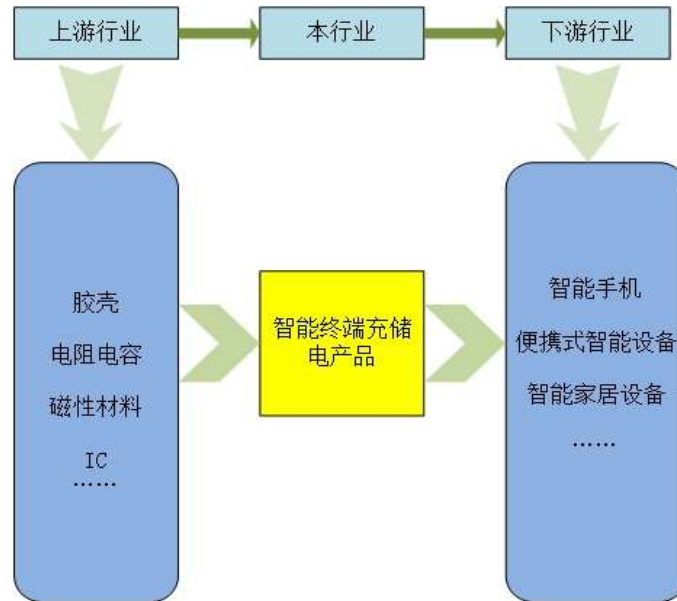 上游行业
本行业
下游行业
胶壳
电阻电容
磁性材料
IC
……
智能终端充储
电产品
智能手机
便携式智能设备
智能家居设备
……